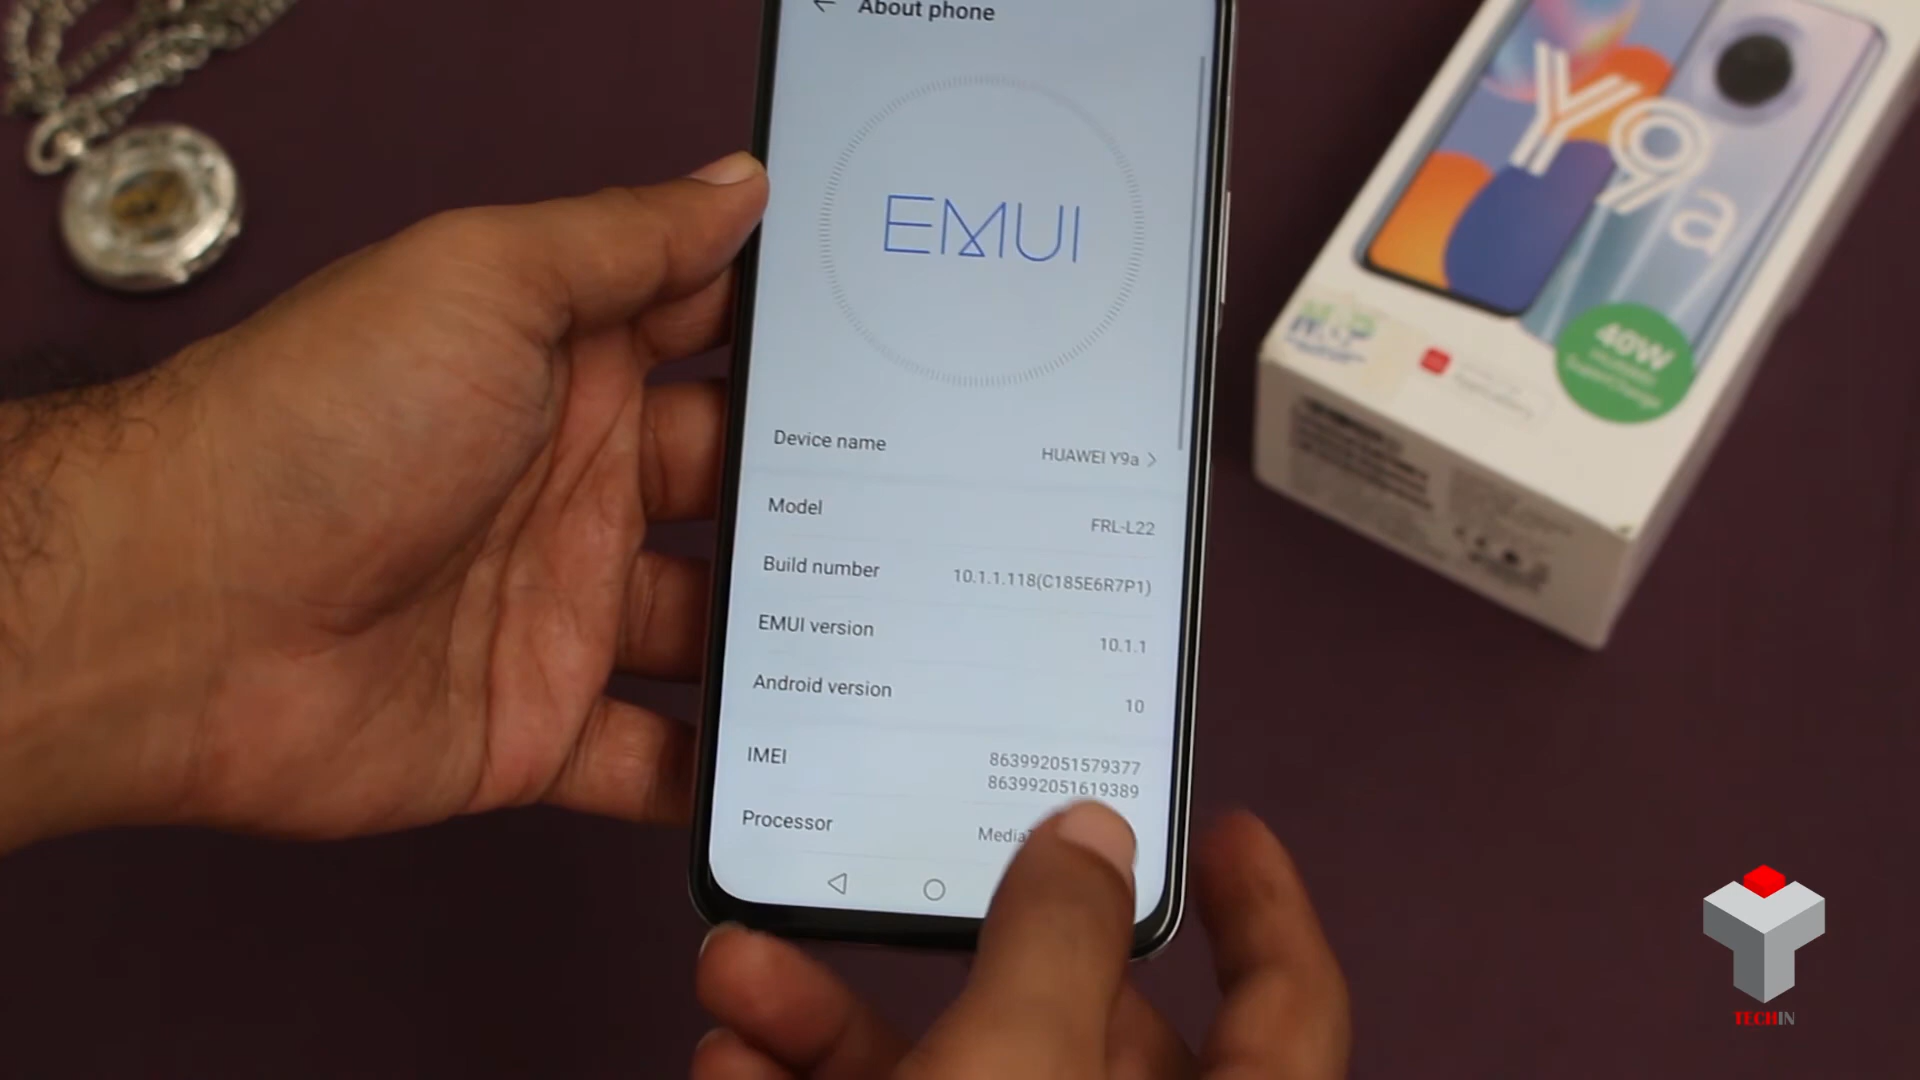 About phone
EMUI
Device name
HUAWEI Y9a
Model
FRL-L22
Build number
10.1.1.118(C185E6R7P1)
EMUI version
10.1.1
Android version
10
IMEI
863992051579377
863992051619389
Processor
Y9a
40W
TECHIN